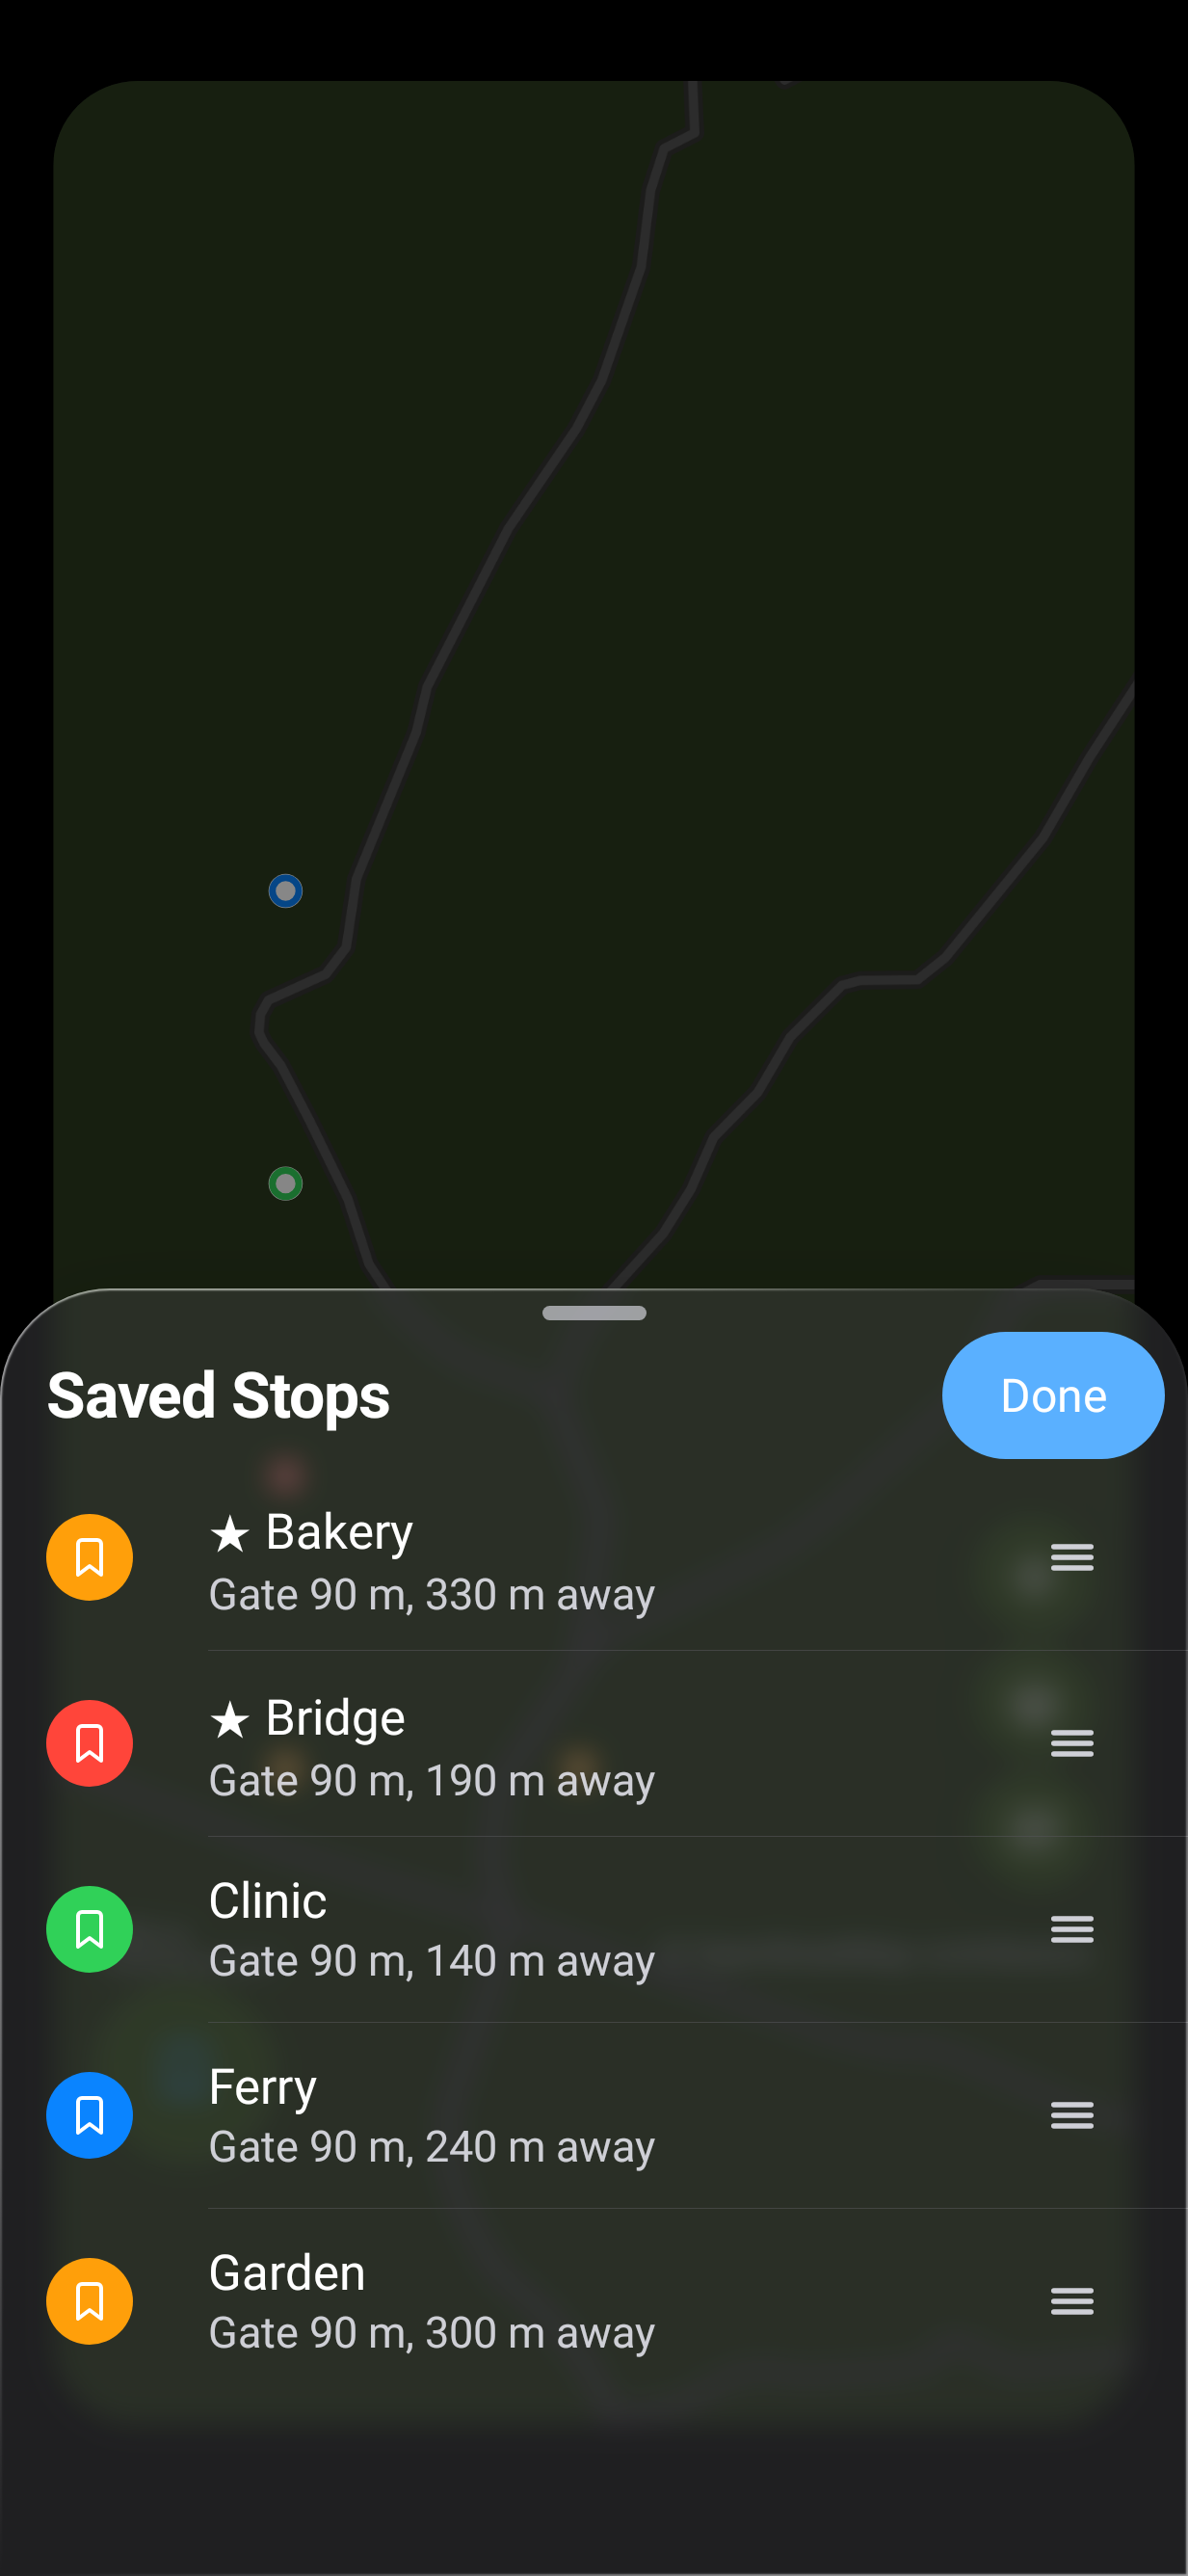 Saved Stops
Done
★ Bakery
Gate 90 m, 330 m away
★ Bridge
Gate 90 m, 190 m away
Clinic
Gate 90 m, 140 m away
Ferry
Gate 90 m, 240 m away
Garden
Gate 90 m, 300 m away